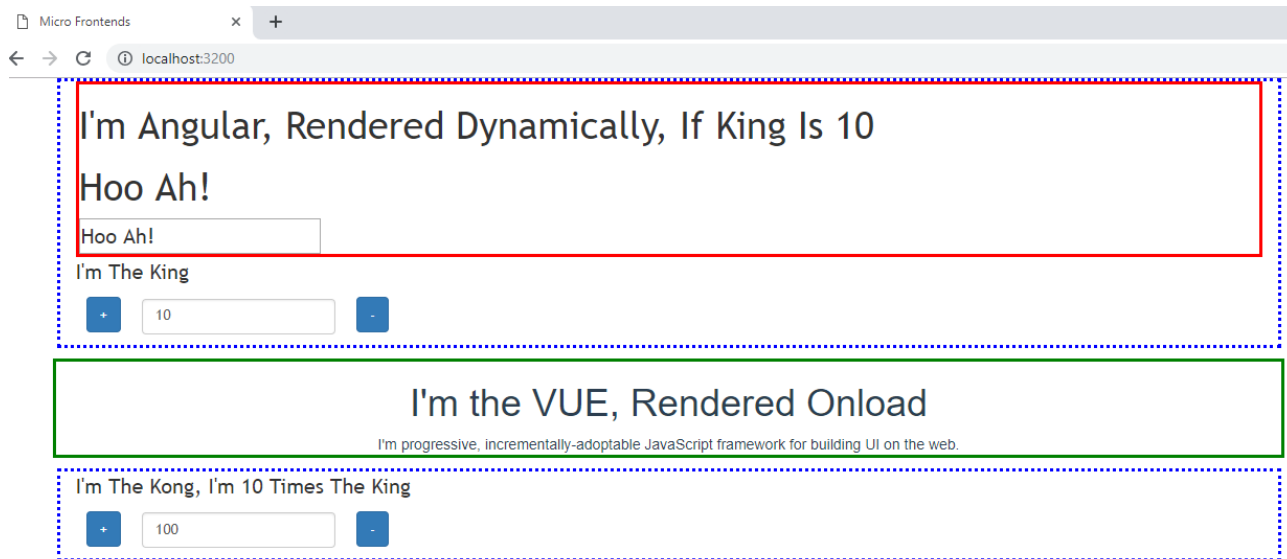 Micro Frontends
localhost:3200
I'm Angular, Rendered Dynamically, If King Is 10
Hoo Ah!
Hoo Ah!
I'm The King
+ 10 -
I'm the VUE, Rendered Onload
I'm progressive, incrementally-adoptable JavaScript framework for building UI on the web.
I'm The Kong, I'm 10 Times The King
+ 100 -